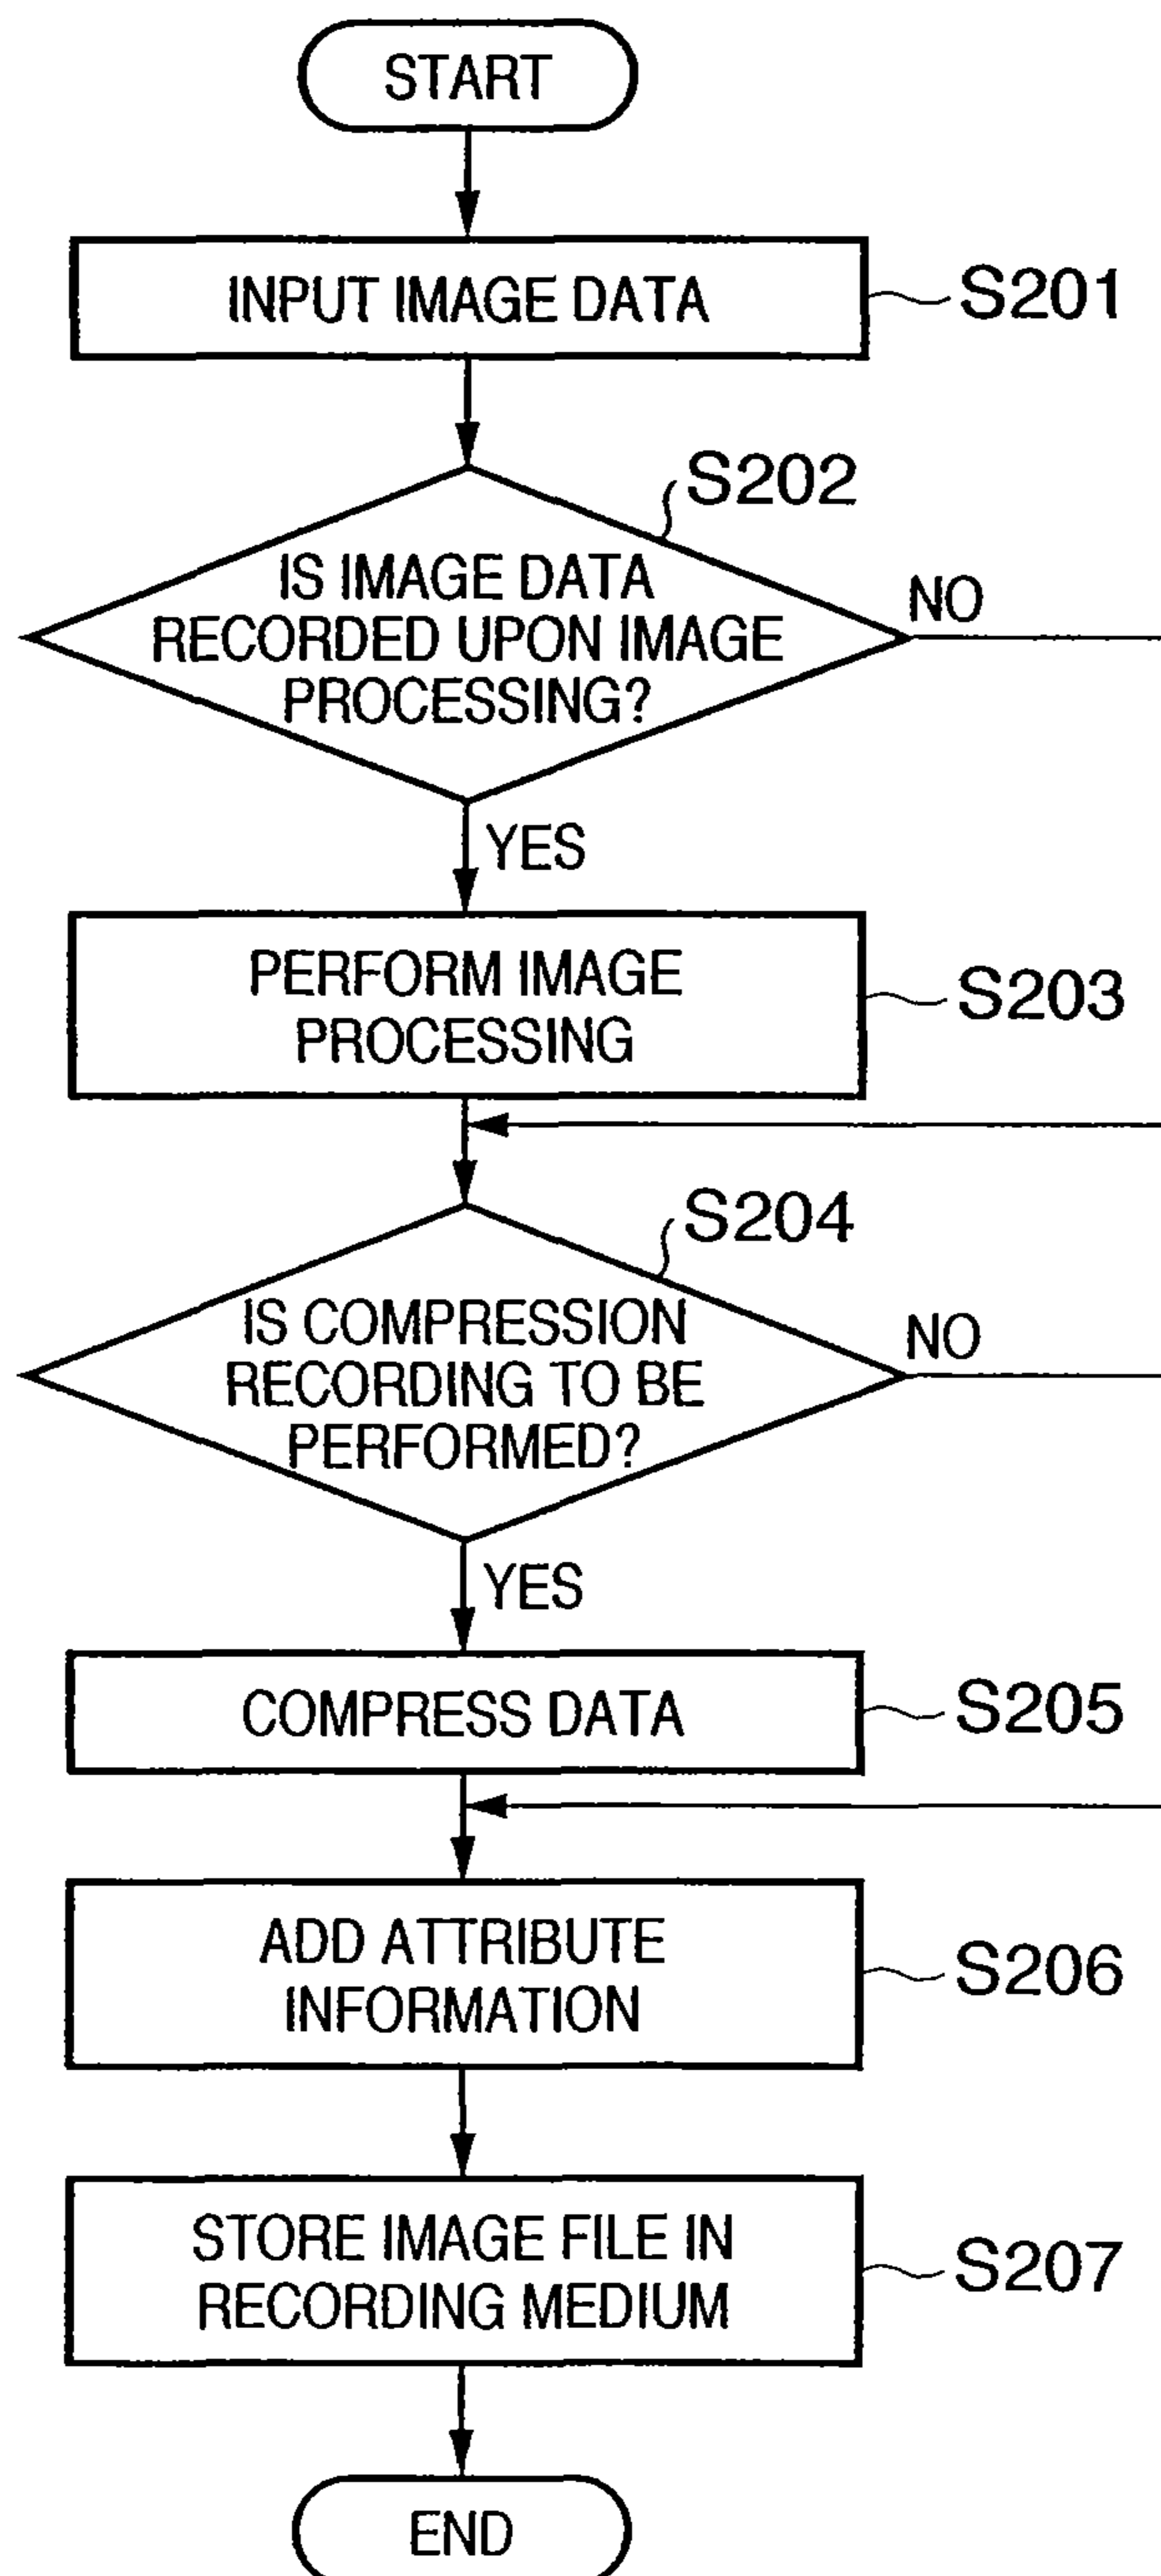 START
INPUT IMAGE DATA
S201
S202
IS IMAGE DATA
RECORDED UPON IMAGE
PROCESSING?
NO
YES
PERFORM IMAGE
PROCESSING
S203
S204
IS COMPRESSION
RECORDING TO BE
PERFORMED?
NO
YES
COMPRESS DATA
S205
ADD ATTRIBUTE
INFORMATION
S206
STORE IMAGE FILE IN
RECORDING MEDIUM
S207
END